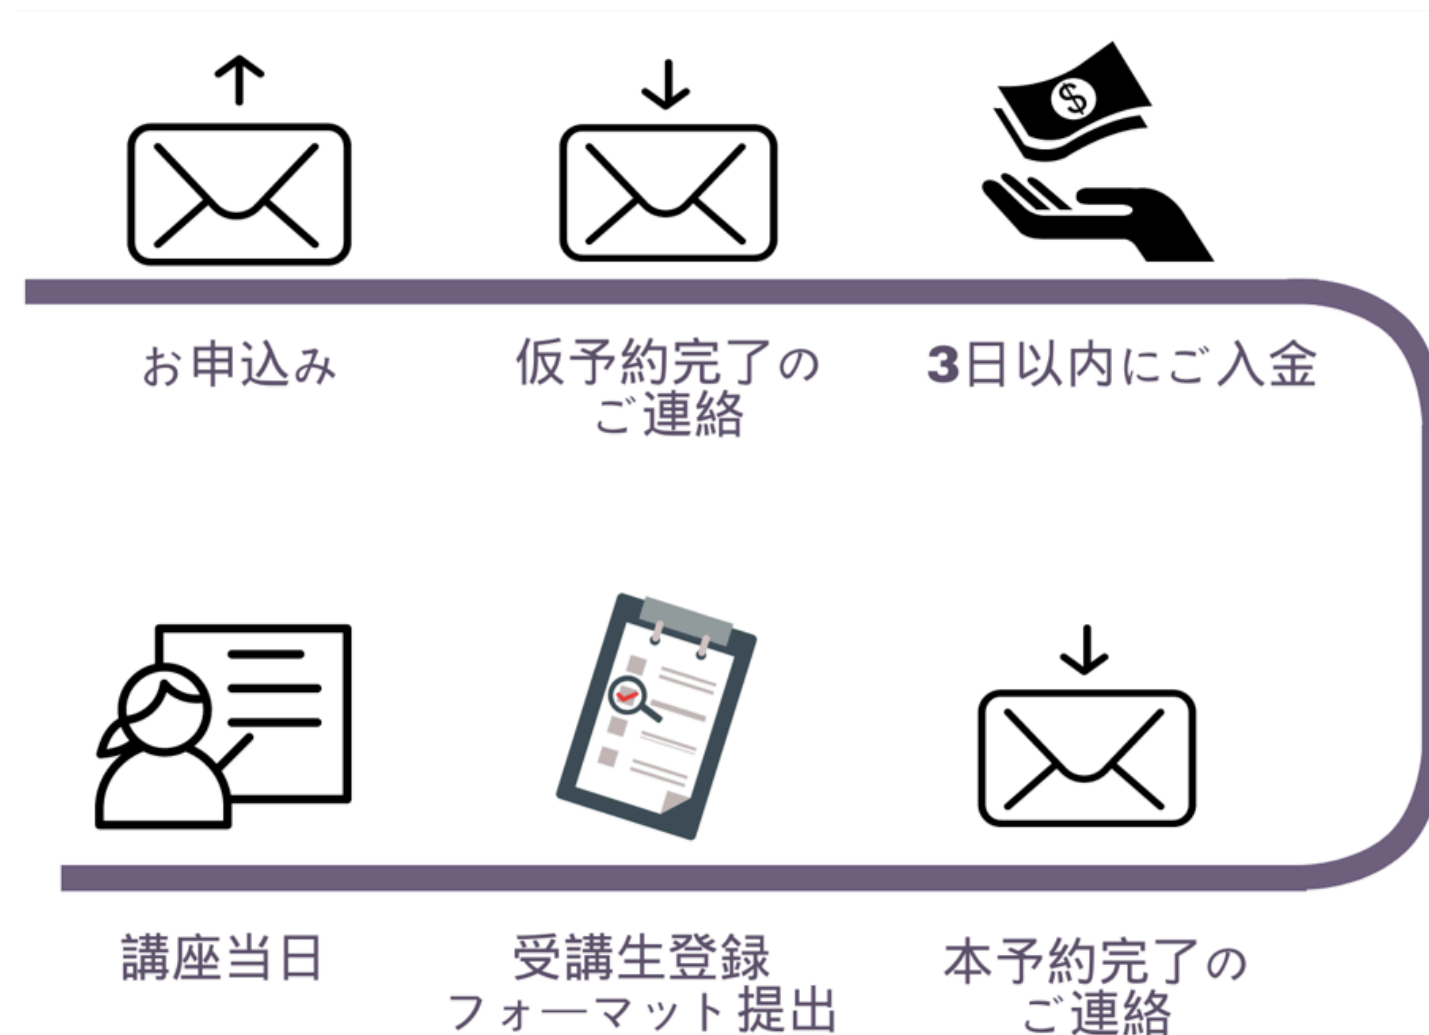 お申込み
仮予約完了の
ご連絡
3日以内にご入金
$
本予約完了の
ご連絡
受講生登録
フォーマット提出
講座当日